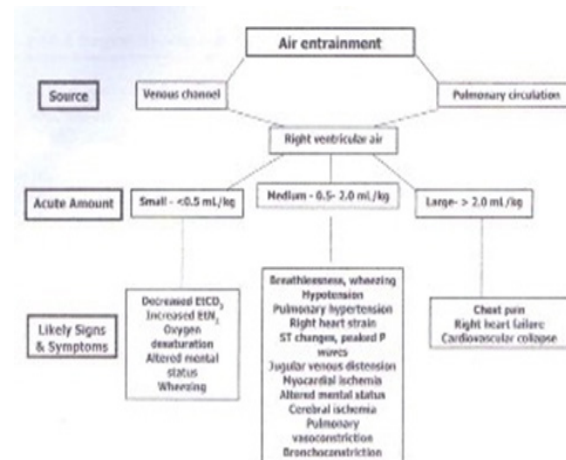 Air entrainment
Source
Venous channel
Pulmonary circulation
Right ventricular air
Acute Amount
Small - <0.5 mL/kg
Medium - 0.5- 2.0 mL/kg
Large- > 2.0 mL/kg
Likely Signs
& Symptoms
Decreased EtCO2
Increased EtN2
Oxygen
desaturation
Altered mental
status
Wheezing
Breathlessness, wheezing
Hypotension
Pulmonary hypertension
Right heart strain
ST changes, peaked P
waves
Jugular venous distension
Myocardial ischemia
Altered mental status
Cerebral ischemia
Pulmonary
vasoconstriction
Bronchoconstriction
Chest pain
Right heart failure
Cardiovascular collapse